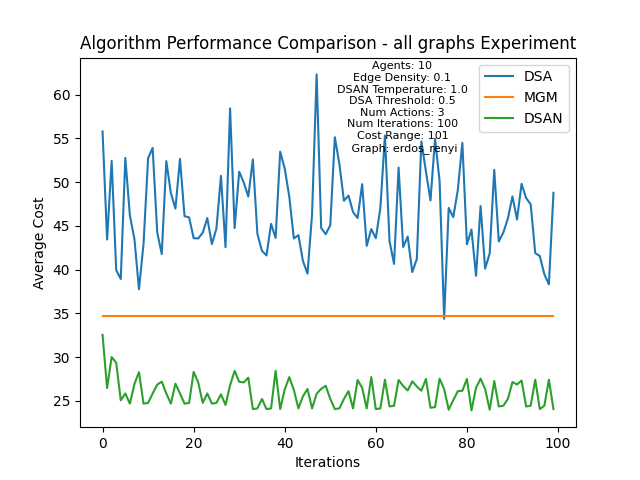 Algorithm Performance Comparison - all graphs Experiment
Agents: 10
Edge Density: 0.1
DSAN Temperature: 1.0
DSA Threshold: 0.5
Num Actions: 3
Num Iterations: 100
Cost Range: 101
Graph: erdos_renyi
DSA
MGM
DSAN
Average Cost
60
55
50
45
40
35
30
25
0
20
40
60
80
100
Iterations